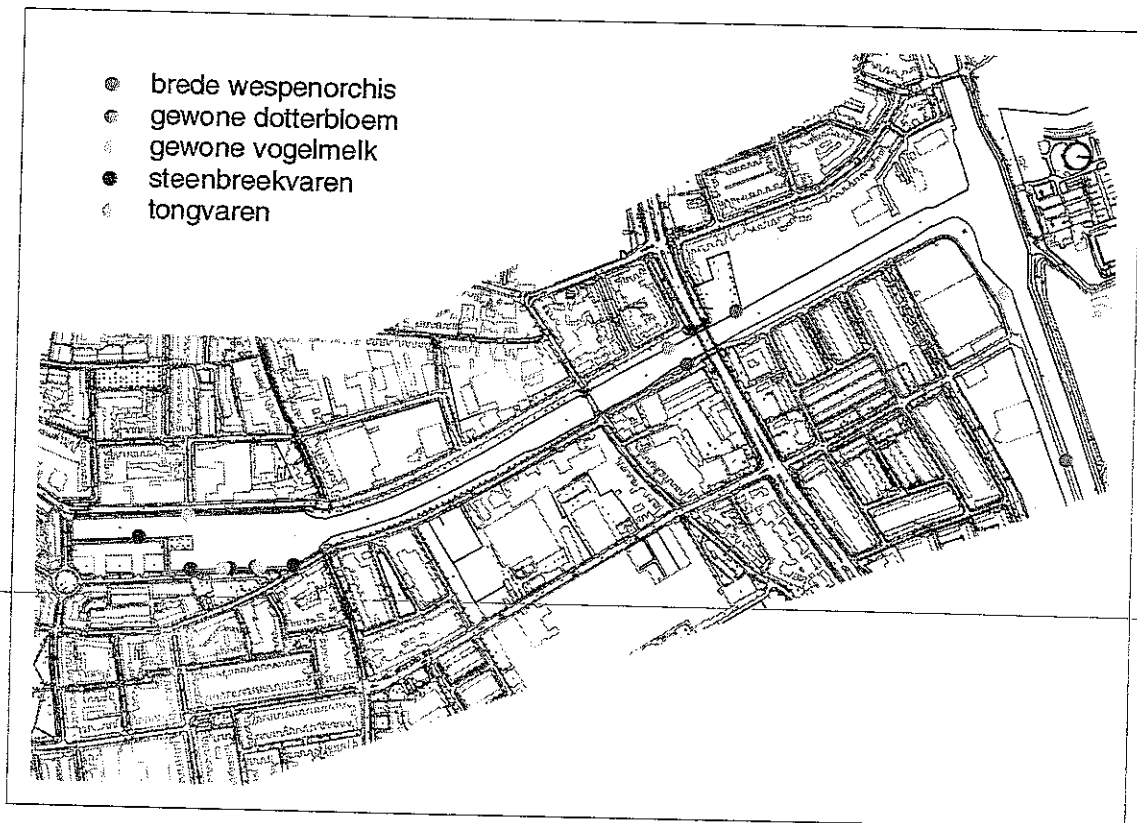 brede wespenorchis
gewone dotterbloem
gewone vogelmelk
steenbreekvaren
tongvaren